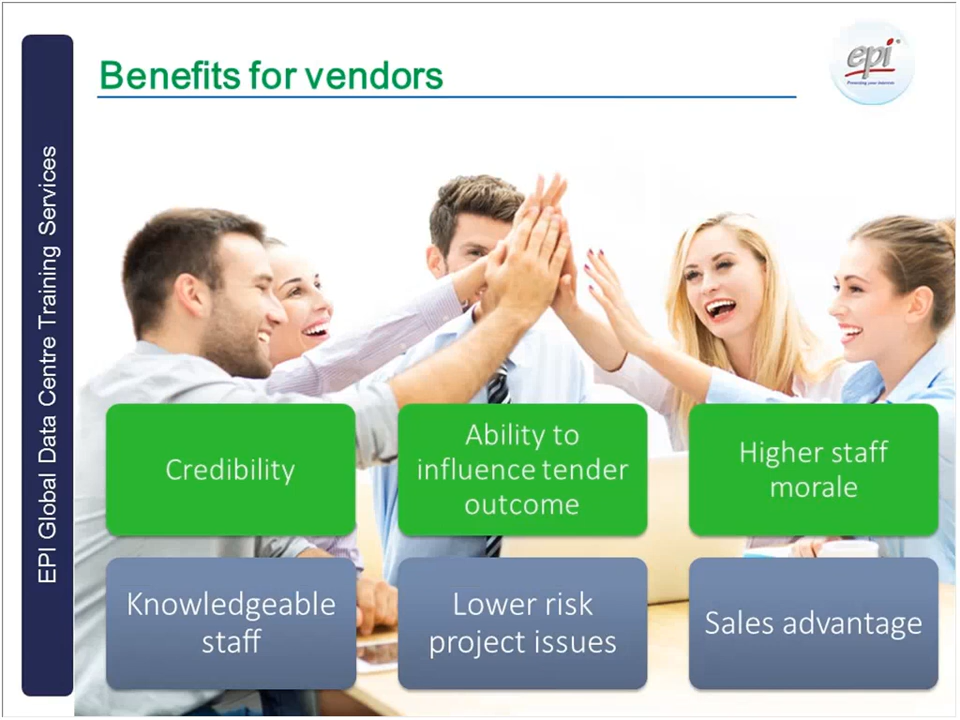 Benefits for vendors
epi
EPI Global Data Centre Training Services
Credibility
Ability to
influence tender
outcome
Higher staff
morale
Knowledgeable
staff
Lower risk
project issues
Sales advantage